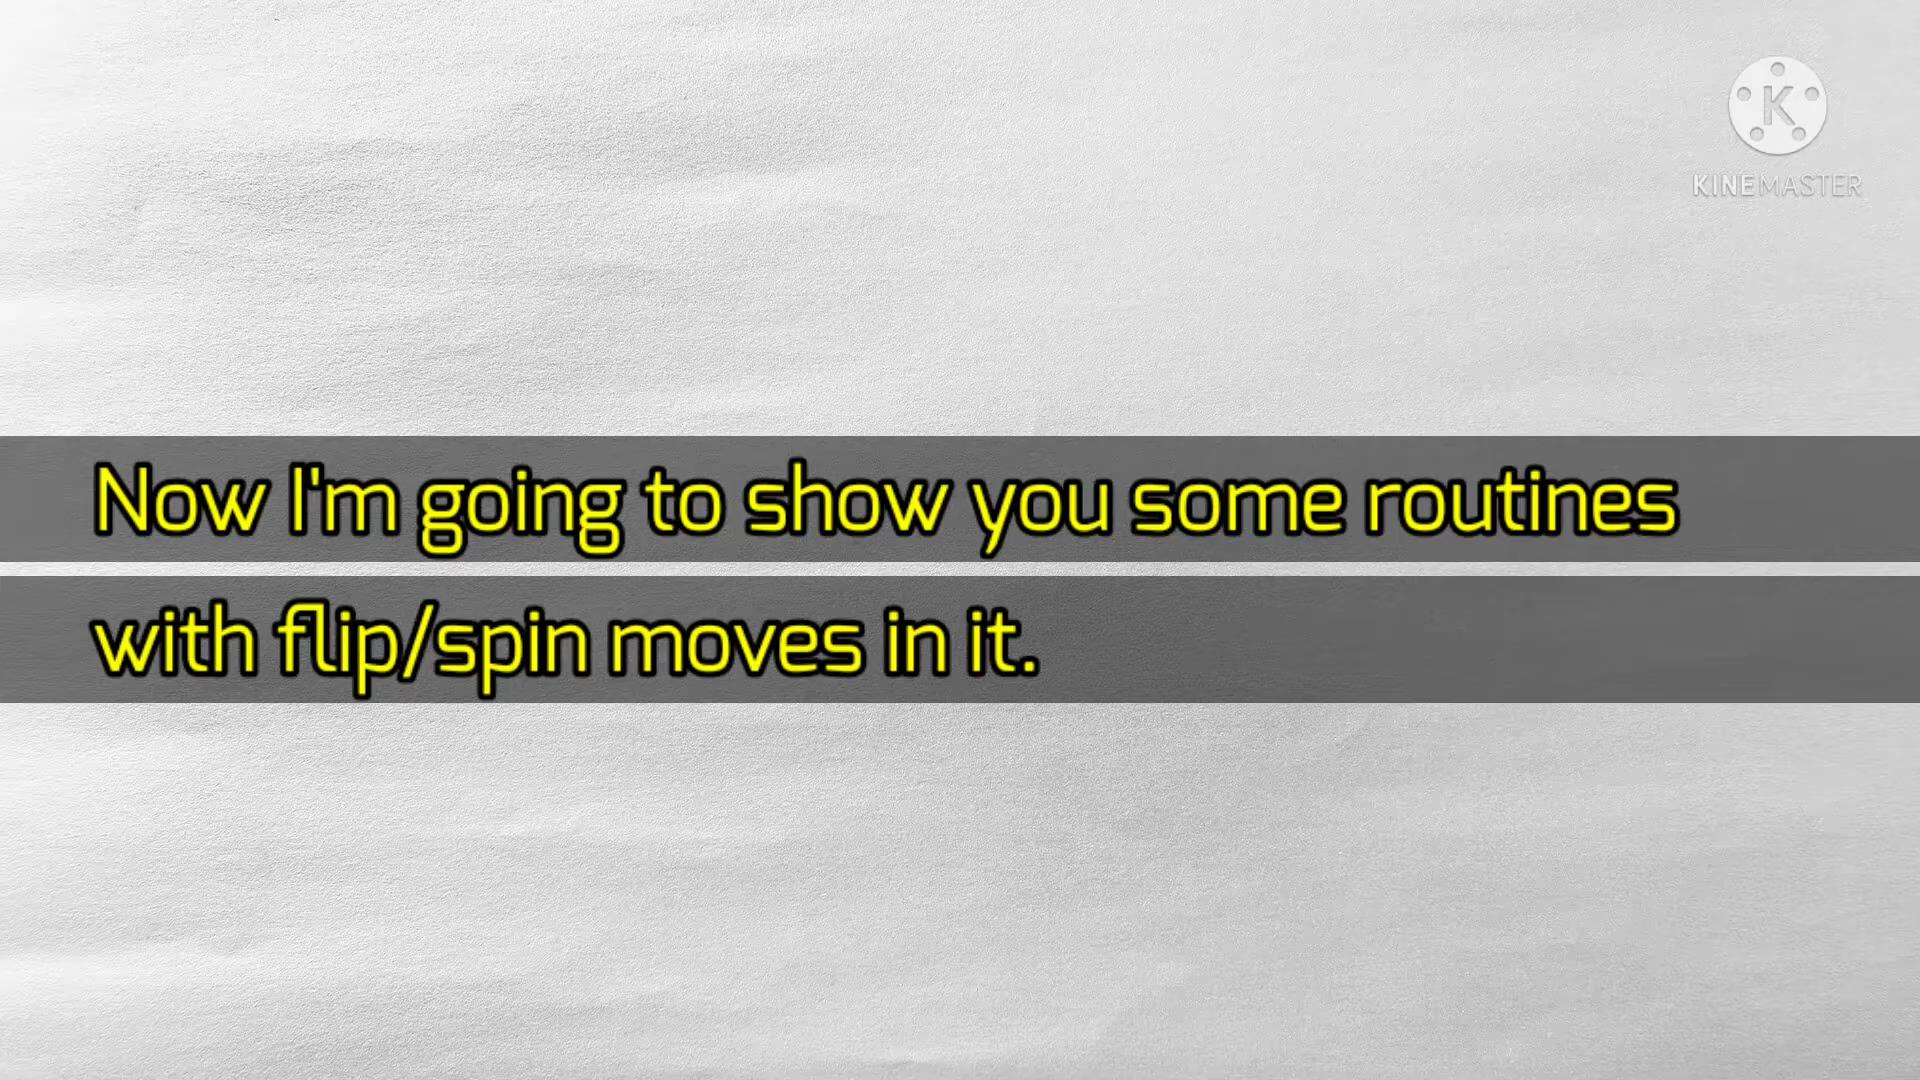 K
KINEMASTER
Now I'm going to show you some routines
with flip/spin moves in it.